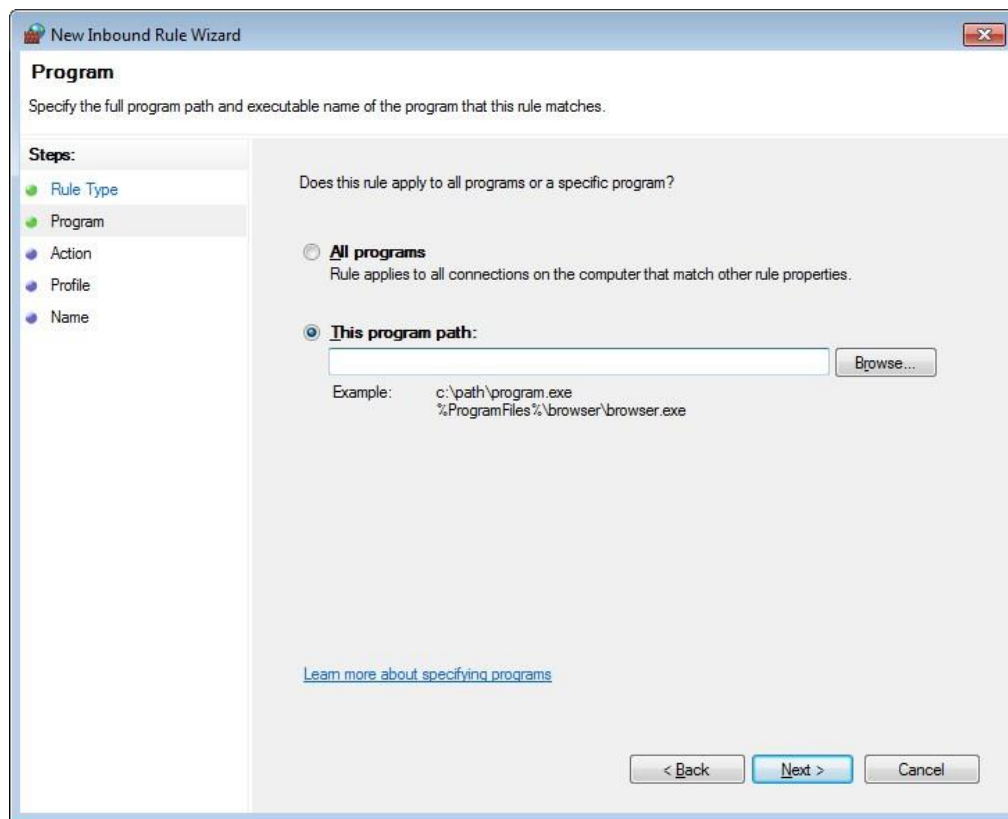 New Inbound Rule Wizard
Program
Specify the full program path and executable name of the program that this rule matches.
Steps:
Rule Type
Program
Action
Profile
Name
Does this rule apply to all programs or a specific program?
All programs
Rule applies to all connections on the computer that match other rule properties.
This program path:
Browse...
Example: c:\path\program.exe
%ProgramFiles%\browser\browser.exe
Learn more about specifying programs
< Back Next > Cancel